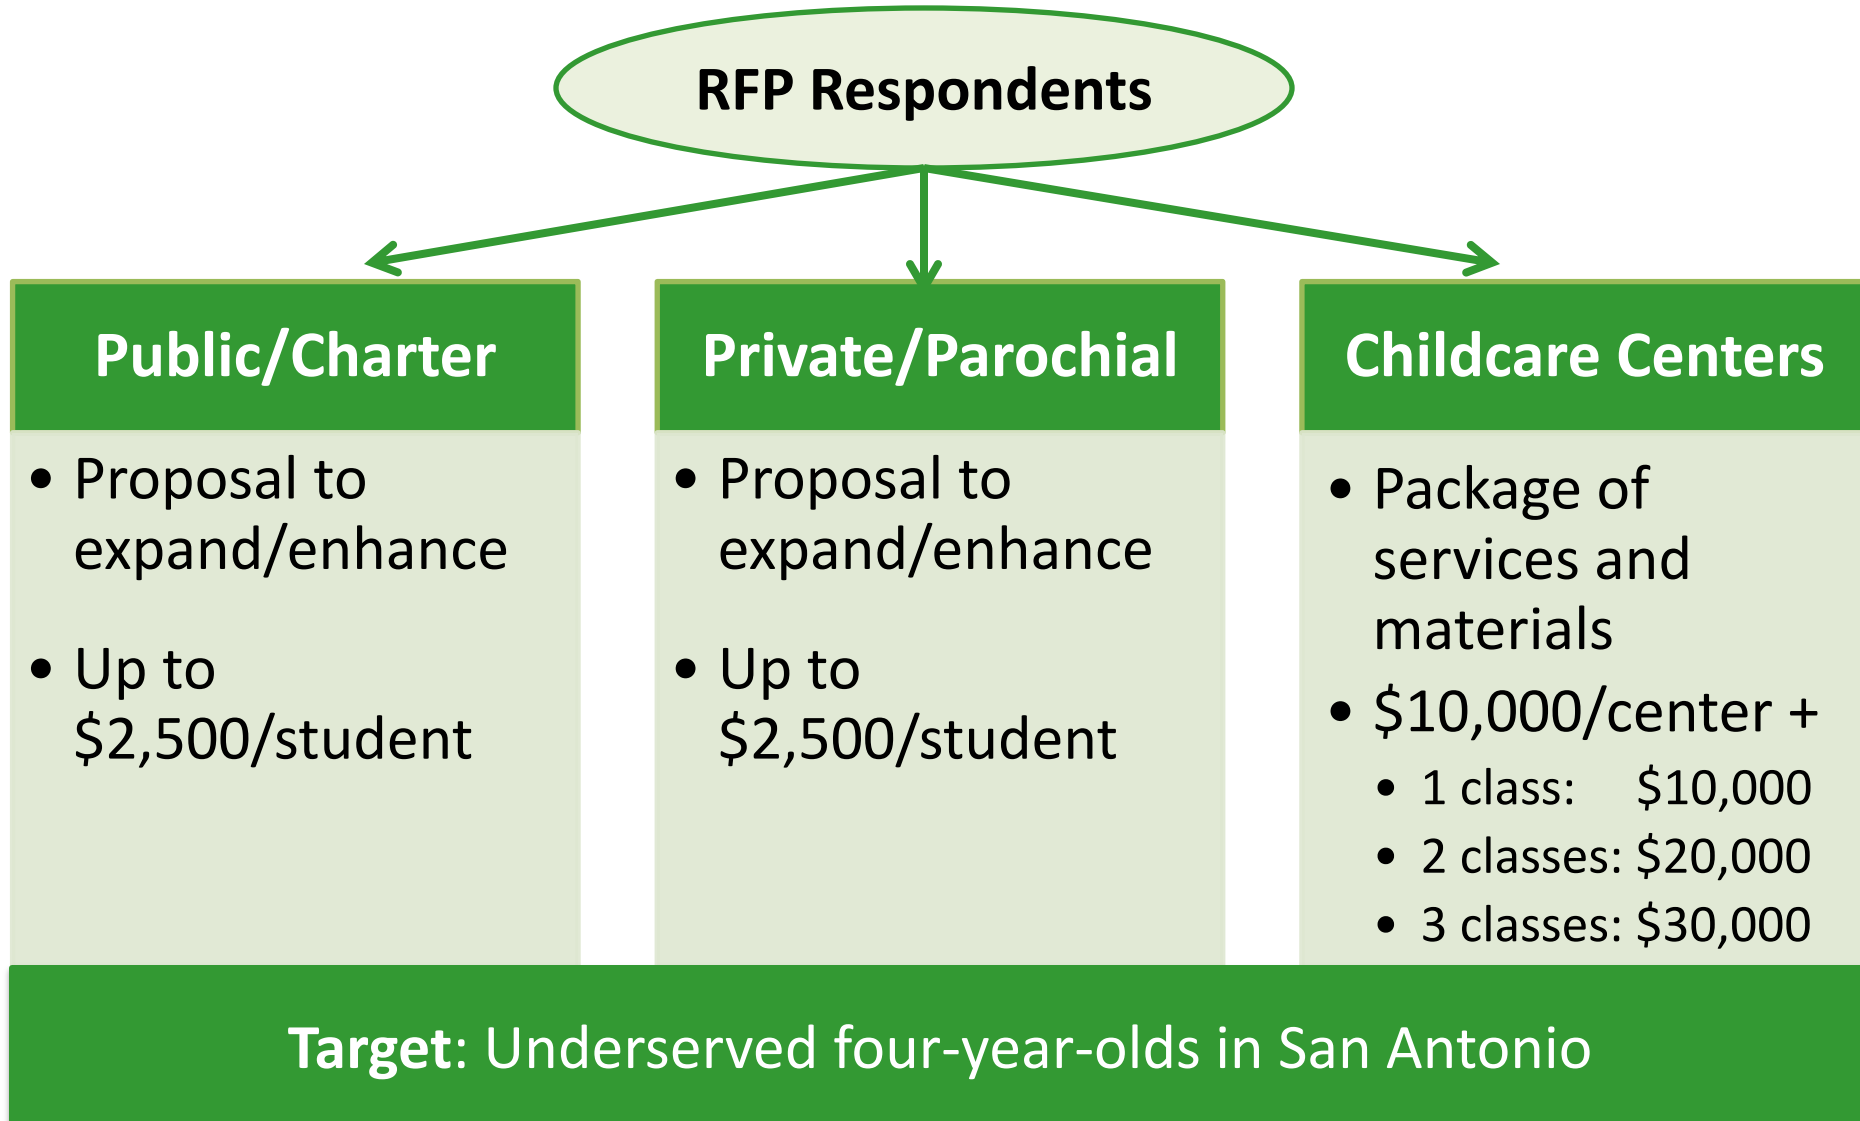 RFP Respondents
Public/Charter
• Proposal to
expand/enhance
• Up to
$2,500/student
Private/Parochial
• Proposal to
expand/enhance
• Up to
$2,500/student
Childcare Centers
• Package of
services and
materials
• $10,000/center +
• 1 class: $10,000
• 2 classes: $20,000
• 3 classes: $30,000
Target: Underserved four-year-olds in San Antonio